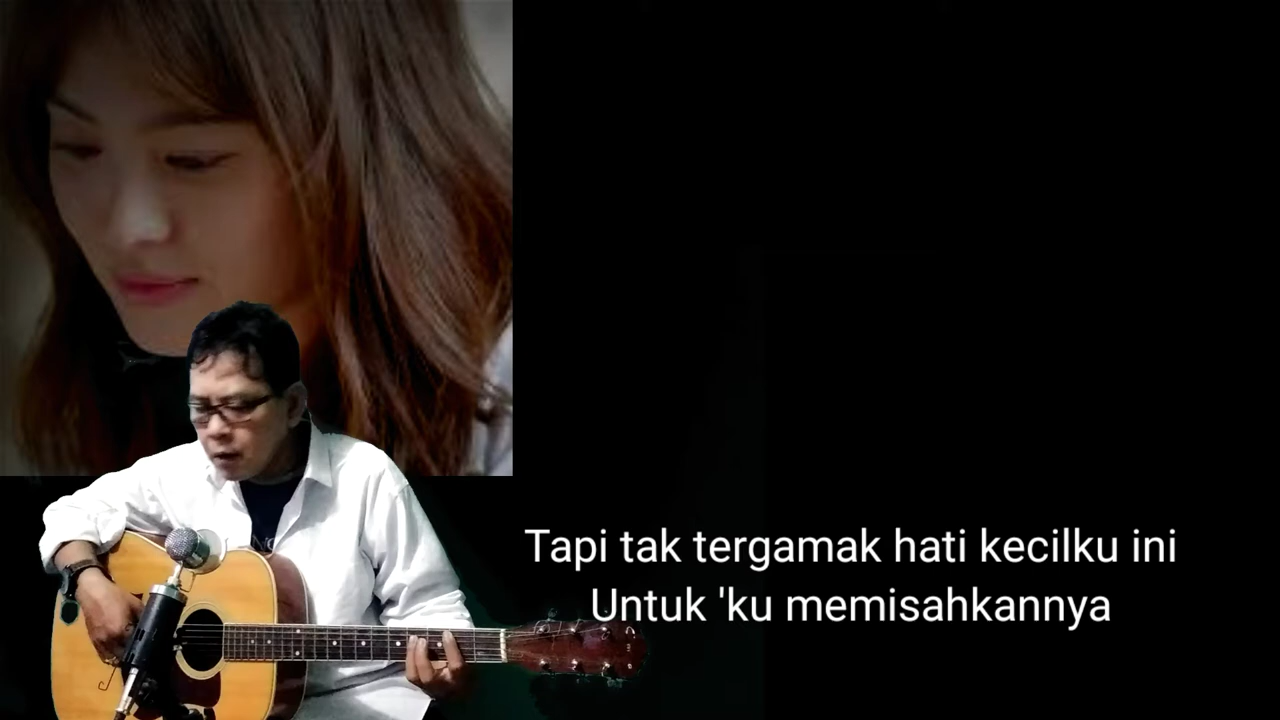 Tapi tak tergamak hati kecilku ini
Untuk 'ku memisahkannya